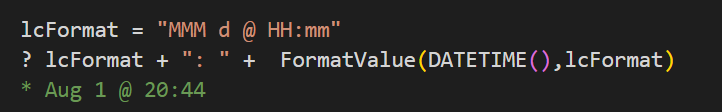 lcFormat = "MMM d @ HH:mm"
? lcFormat + ": " +  FormatValue(DATETIME(),lcFormat)
* Aug 1 @ 20:44